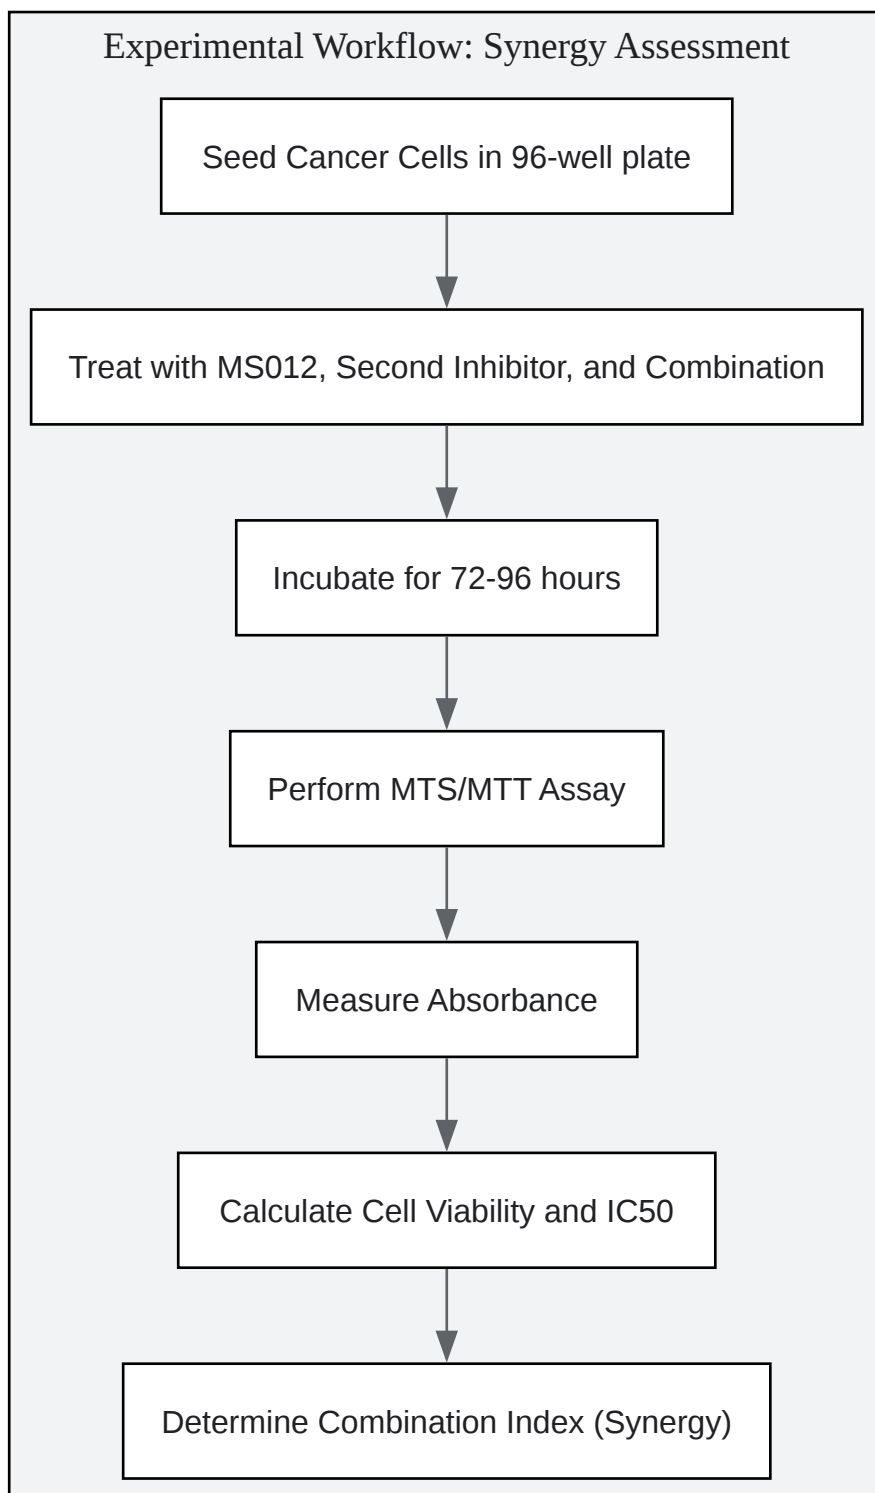 Experimental Workflow: Synergy Assessment
Seed Cancer Cells in 96-well plate
Treat with MS012, Second Inhibitor, and Combination
Incubate for 72-96 hours
Perform MTS/MTT Assay
Measure Absorbance
Calculate Cell Viability and IC50
Determine Combination Index (Synergy)